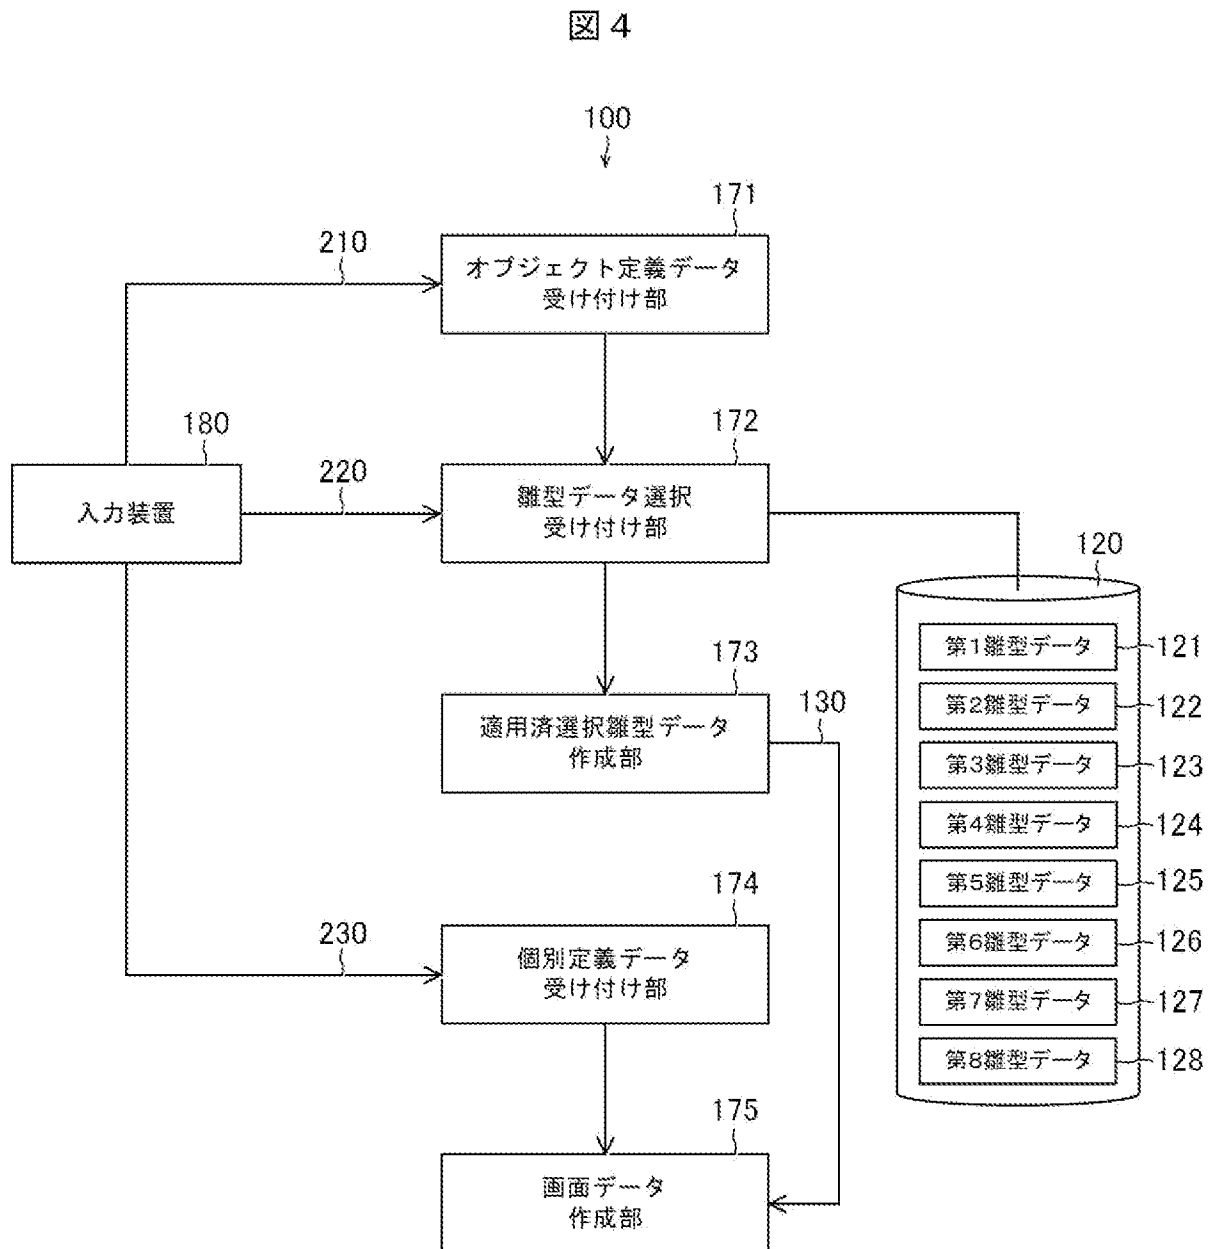 図4
100
171
210
オブジェクト定義データ
受け付け部
180
172
220
入力装置
雛型データ選択
受け付け部
120
第1雛型データ
121
第2雛型データ
122
第3雛型データ
123
第4雛型データ
124
第5雛型データ
125
第6雛型データ
126
第7雛型データ
127
第8雛型データ
128
173
130
適用済選択雛型データ
作成部
174
230
個別定義データ
受け付け部
175
画面データ
作成部